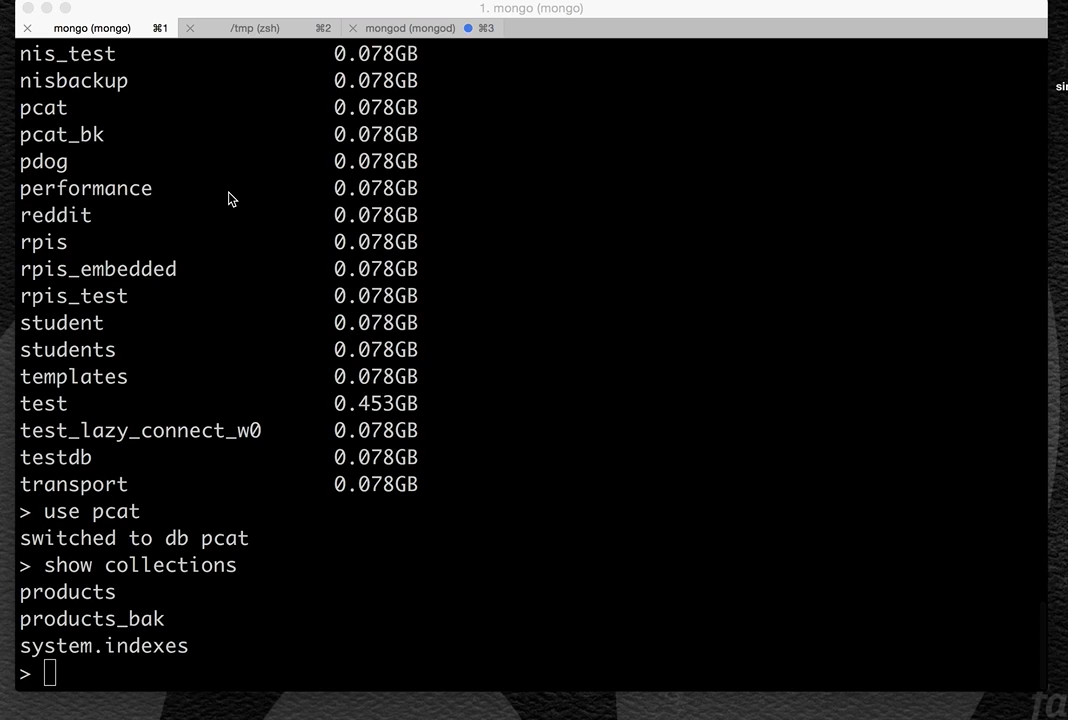 1. mongo (mongo)
mongo (mongo) ⌘1 /tmp (zsh) ⌘2 mongod (mongod) ⌘3
nis_test 0.078GB
nisbackup 0.078GB
pcat 0.078GB
pcat_bk 0.078GB
pdog 0.078GB
performance 0.078GB
reddit 0.078GB
rpis 0.078GB
rpis_embedded 0.078GB
rpis_test 0.078GB
student 0.078GB
students 0.078GB
templates 0.078GB
test 0.453GB
test_lazy_connect_w0 0.078GB
testdb 0.078GB
transport 0.078GB
> use pcat
switched to db pcat
> show collections
products
products_bak
system.indexes
>